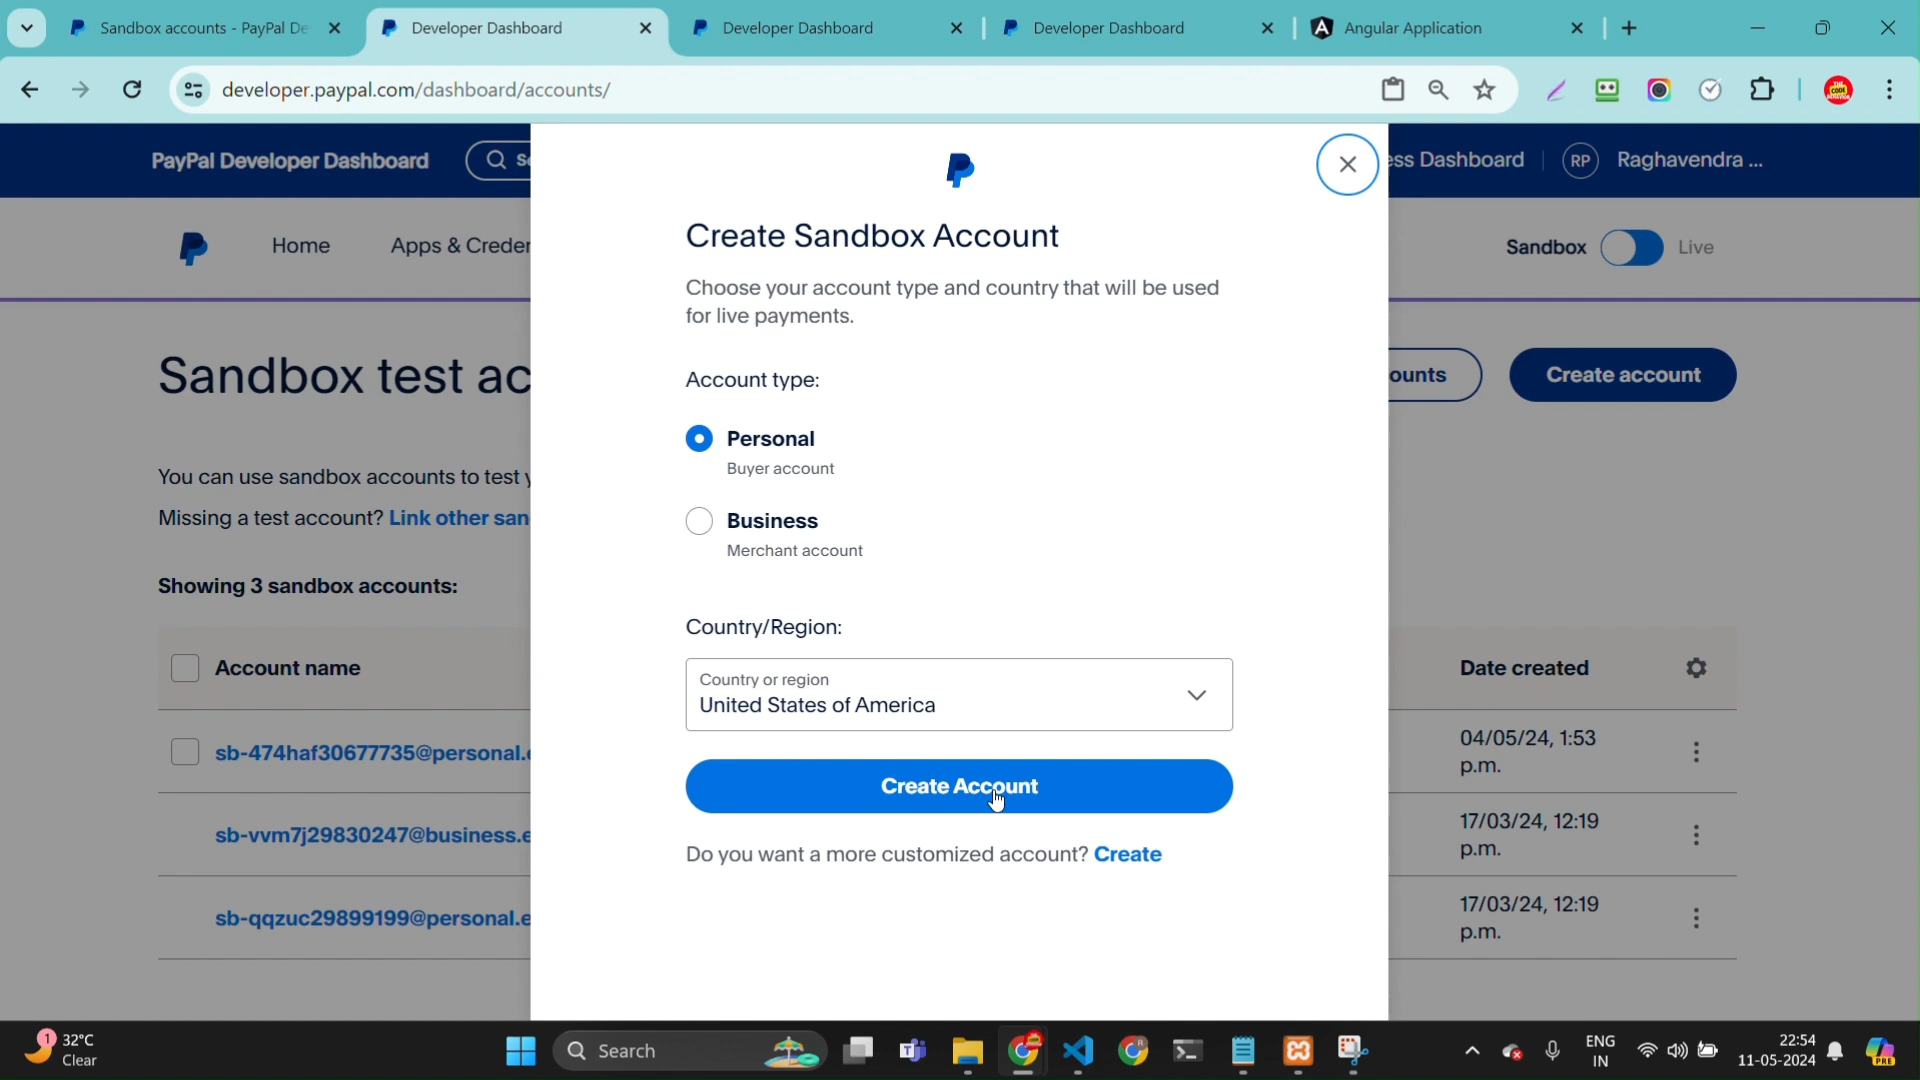 Sandbox accounts - PayPal De
Developer Dashboard
Developer Dashboard
Developer Dashboard
Angular Application
developer.paypal.com/dashboard/accounts/
PayPal Developer Dashboard
ess Dashboard
RP
Raghavendra ...
Home
Apps & Creden
Sandbox
Live
Create Sandbox Account
Choose your account type and country that will be used
for live payments.
Sandbox test ac
ounts
Create account
Account type:
Personal
Buyer account
You can use sandbox accounts to test y
Missing a test account? Link other san
Business
Merchant account
Showing 3 sandbox accounts:
Country/Region:
Country or region
United States of America
Account name
Date created
sb-474haf30677735@personal.e
04/05/24, 1:53
p.m.
Create Account
sb-vvm7j29830247@business.e
17/03/24, 12:19
p.m.
Do you want a more customized account? Create
sb-qqzuc29899199@personal.e
17/03/24, 12:19
p.m.
1
32°C
Clear
Search
ENG
IN
22:54
11-05-2024
PRE